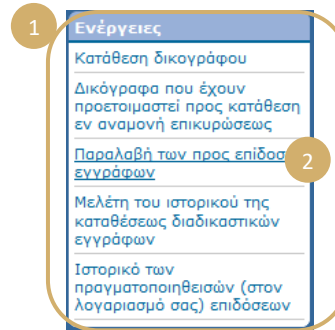 1
Ενέργειες
Κατάθεση δικογράφου
Δικόγραφα που έχουν
προετοιμαστεί προς κατάθεση
εν αναμονή επικυρώσεως
Παραλαβή των προς
2
εγγράφων
Μελέτη του ιστορικού της
καταθέσεως διαδικαστικών
εγγράφων
Ιστορικό των
πραγματοποιηθεισών (στον
λογαριασμό σας) επιδόσεων